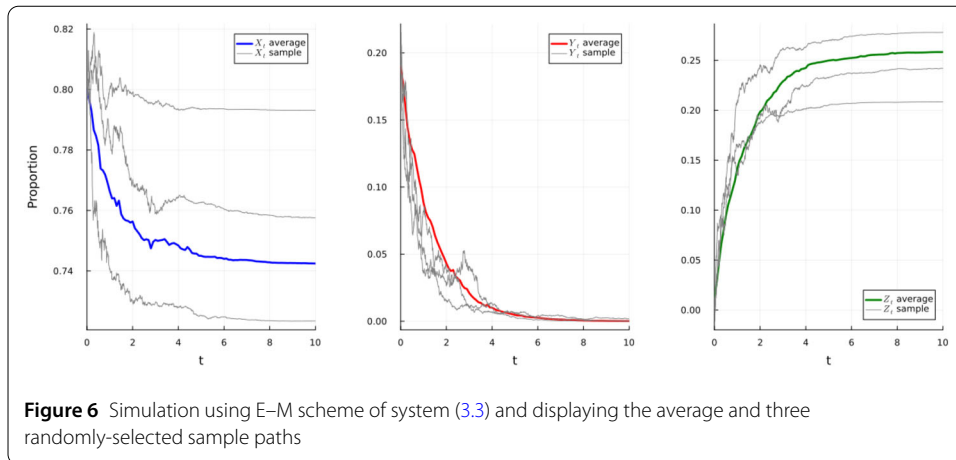 0.82
0.80
0.78
0.76
0.74
Proportion
X_t average
X_t sample
0 2 4 6 8 10
t
0.20
0.15
0.10
0.05
0.00
Y_t average
Y_t sample
0 2 4 6 8 10
t
0.25
0.20
0.15
0.10
0.05
0.00
Z_t average
Z_t sample
0 2 4 6 8 10
t
Figure 6 Simulation using E–M scheme of system (3.3) and displaying the average and three
randomly-selected sample paths